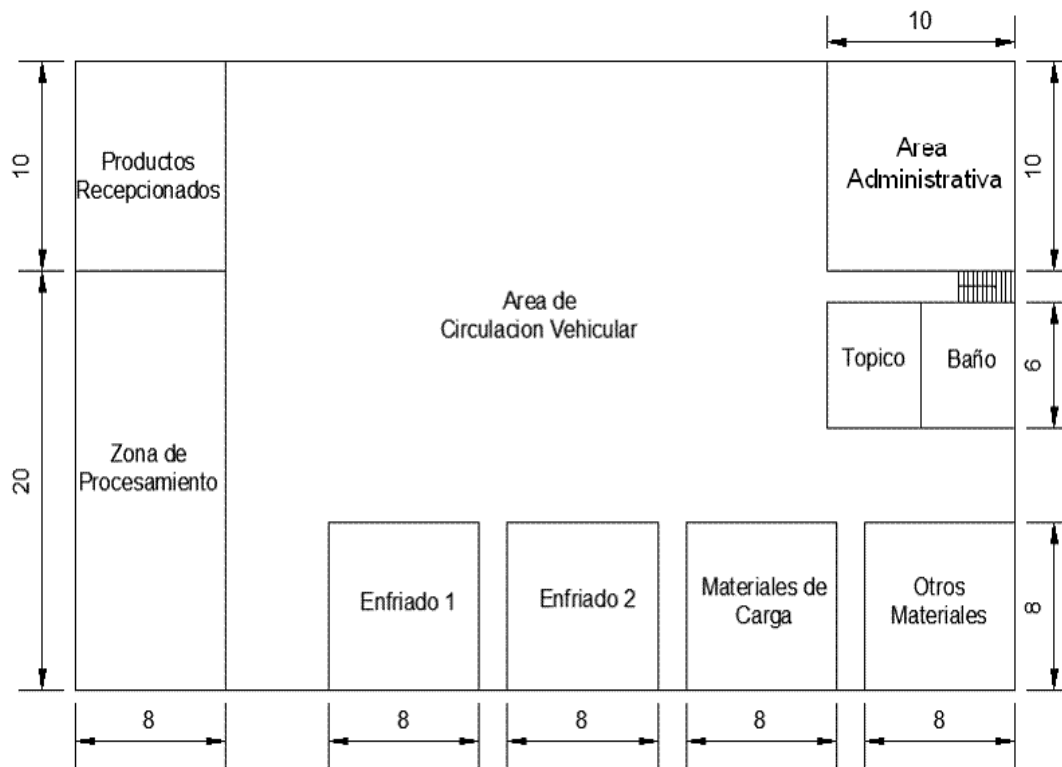 10
10
Productos
Recepcionados
Area
Administrativa
10
Area de
Circulacion Vehicular
Topico
Baño
6
Zona de
Procesamiento
20
Enfriado 1
Enfriado 2
Materiales de
Carga
Otros
Materiales
8
8
8
8
8
8